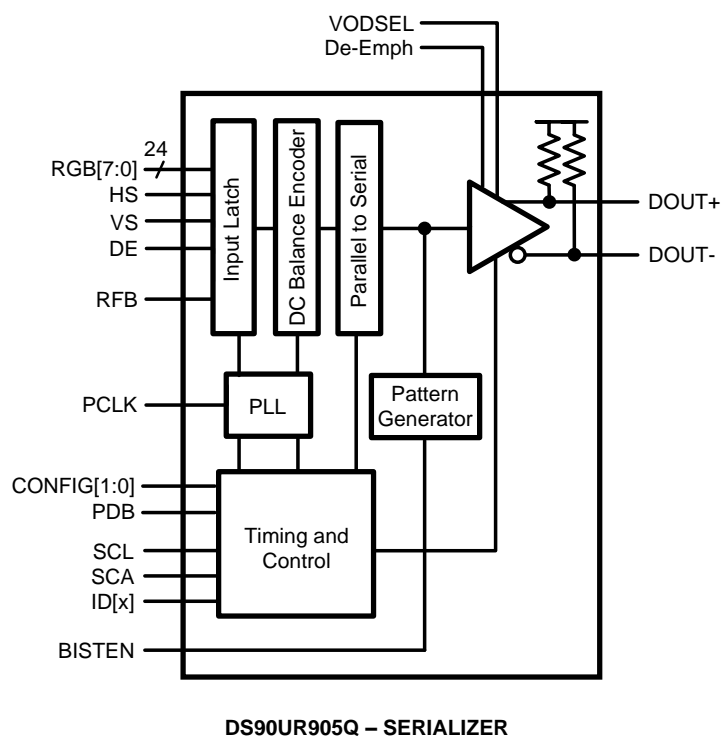 VODSEL
De-Emph
24
RGB[7:0]
HS
VS
DE
RFB
Input Latch
DC Balance Encoder
Parallel to Serial
DOUT+
DOUT-
PCLK
PLL
Pattern
Generator
CONFIG[1:0]
PDB
SCL
SCA
ID[x]
Timing and
Control
BISTEN
DS90UR905Q – SERIALIZER